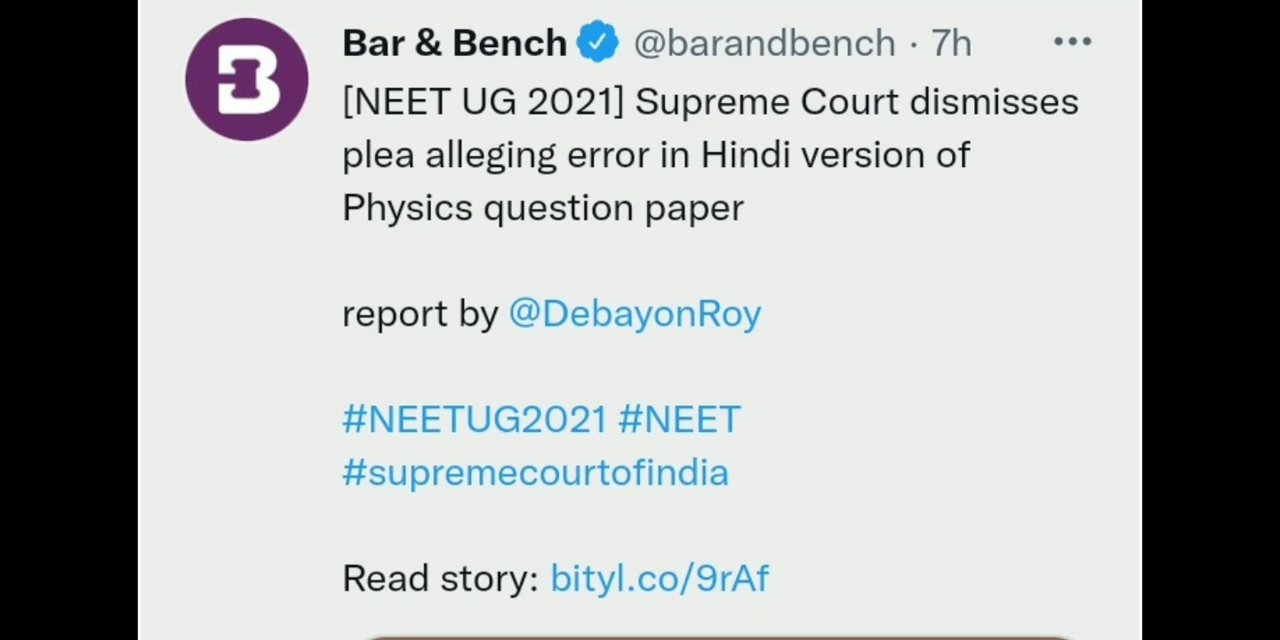 Bar & Bench @barandbench · 7h
[NEET UG 2021] Supreme Court dismisses
plea alleging error in Hindi version of
Physics question paper
report by @DebayonRoy
#NEETUG2021 #NEET
#supremecourtofindia
Read story: bityl.co/9rAf